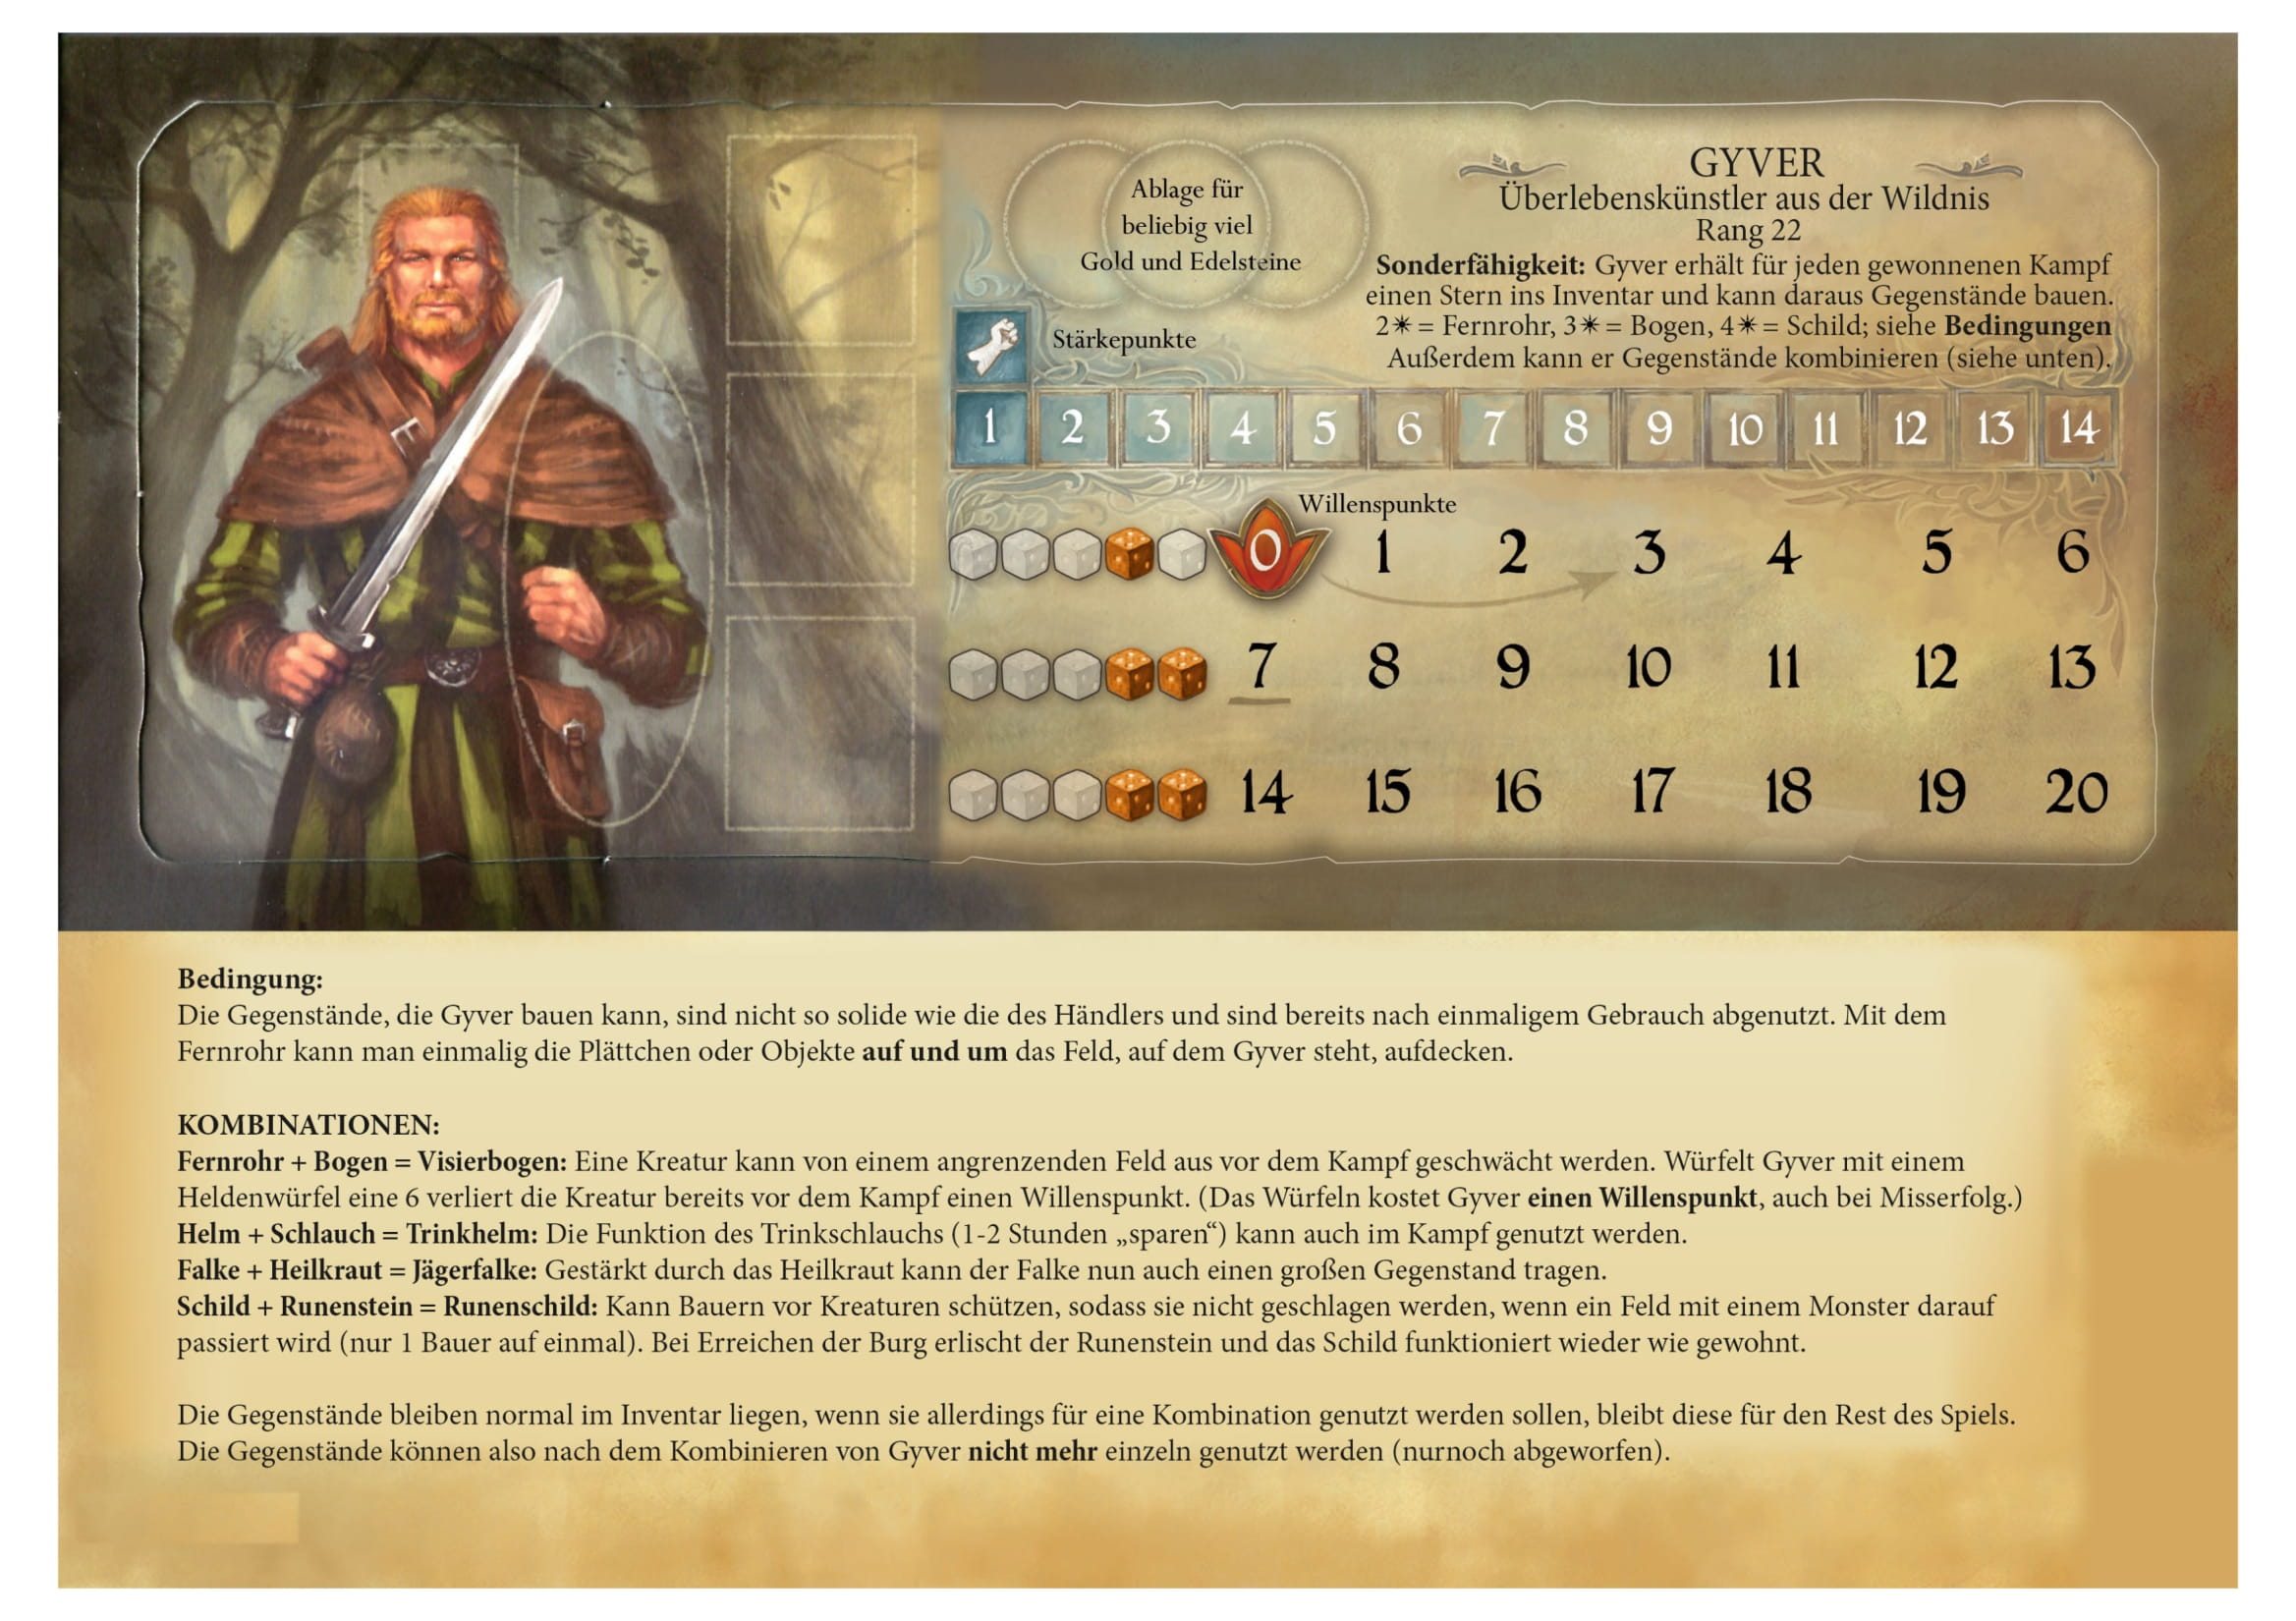 Ablage für
beliebig viel
Gold und Edelsteine
GYVER
Überlebenskünstler aus der Wildnis
Rang 22
Sonderfähigkeit: Gyver erhält für jeden gewonnenen Kampf
einen Stern ins Inventar und kann daraus Gegenstände bauen.
2✴= Fernrohr, 3✴= Bogen, 4✴= Schild; siehe Bedingungen
Außerdem kann er Gegenstände kombinieren (siehe unten).
Stärkepunkte
1 2 3 4 5 6 7 8 9 10 11 12 13 14
Willenspunkte
0 1 2 3 4 5 6
7 8 9 10 11 12 13
14 15 16 17 18 19 20
Bedingung:
Die Gegenstände, die Gyver bauen kann, sind nicht so solide wie die des Händlers und sind bereits nach einmaligem Gebrauch abgenutzt. Mit dem
Fernrohr kann man einmalig die Plättchen oder Objekte auf und um das Feld, auf dem Gyver steht, aufdecken.
KOMBINATIONEN:
Fernrohr + Bogen = Visierbogen: Eine Kreatur kann von einem angrenzenden Feld aus vor dem Kampf geschwächt werden. Würfelt Gyver mit einem
Heldenwürfel eine 6 verliert die Kreatur bereits vor dem Kampf einen Willenspunkt. (Das Würfeln kostet Gyver einen Willenspunkt, auch bei Misserfolg.)
Helm + Schlauch = Trinkhelm: Die Funktion des Trinkschlauchs (1-2 Stunden „sparen“) kann auch im Kampf genutzt werden.
Falke + Heilkraut = Jägerfalke: Gestärkt durch das Heilkraut kann der Falke nun auch einen großen Gegenstand tragen.
Schild + Runenstein = Runenschild: Kann Bauern vor Kreaturen schützen, sodass sie nicht geschlagen werden, wenn ein Feld mit einem Monster darauf
passiert wird (nur 1 Bauer auf einmal). Bei Erreichen der Burg erlischt der Runenstein und das Schild funktioniert wieder wie gewohnt.
Die Gegenstände bleiben normal im Inventar liegen, wenn sie allerdings für eine Kombination genutzt werden sollen, bleibt diese für den Rest des Spiels.
Die Gegenstände können also nach dem Kombinieren von Gyver nicht mehr einzeln genutzt werden (nurnoch abgeworfen).